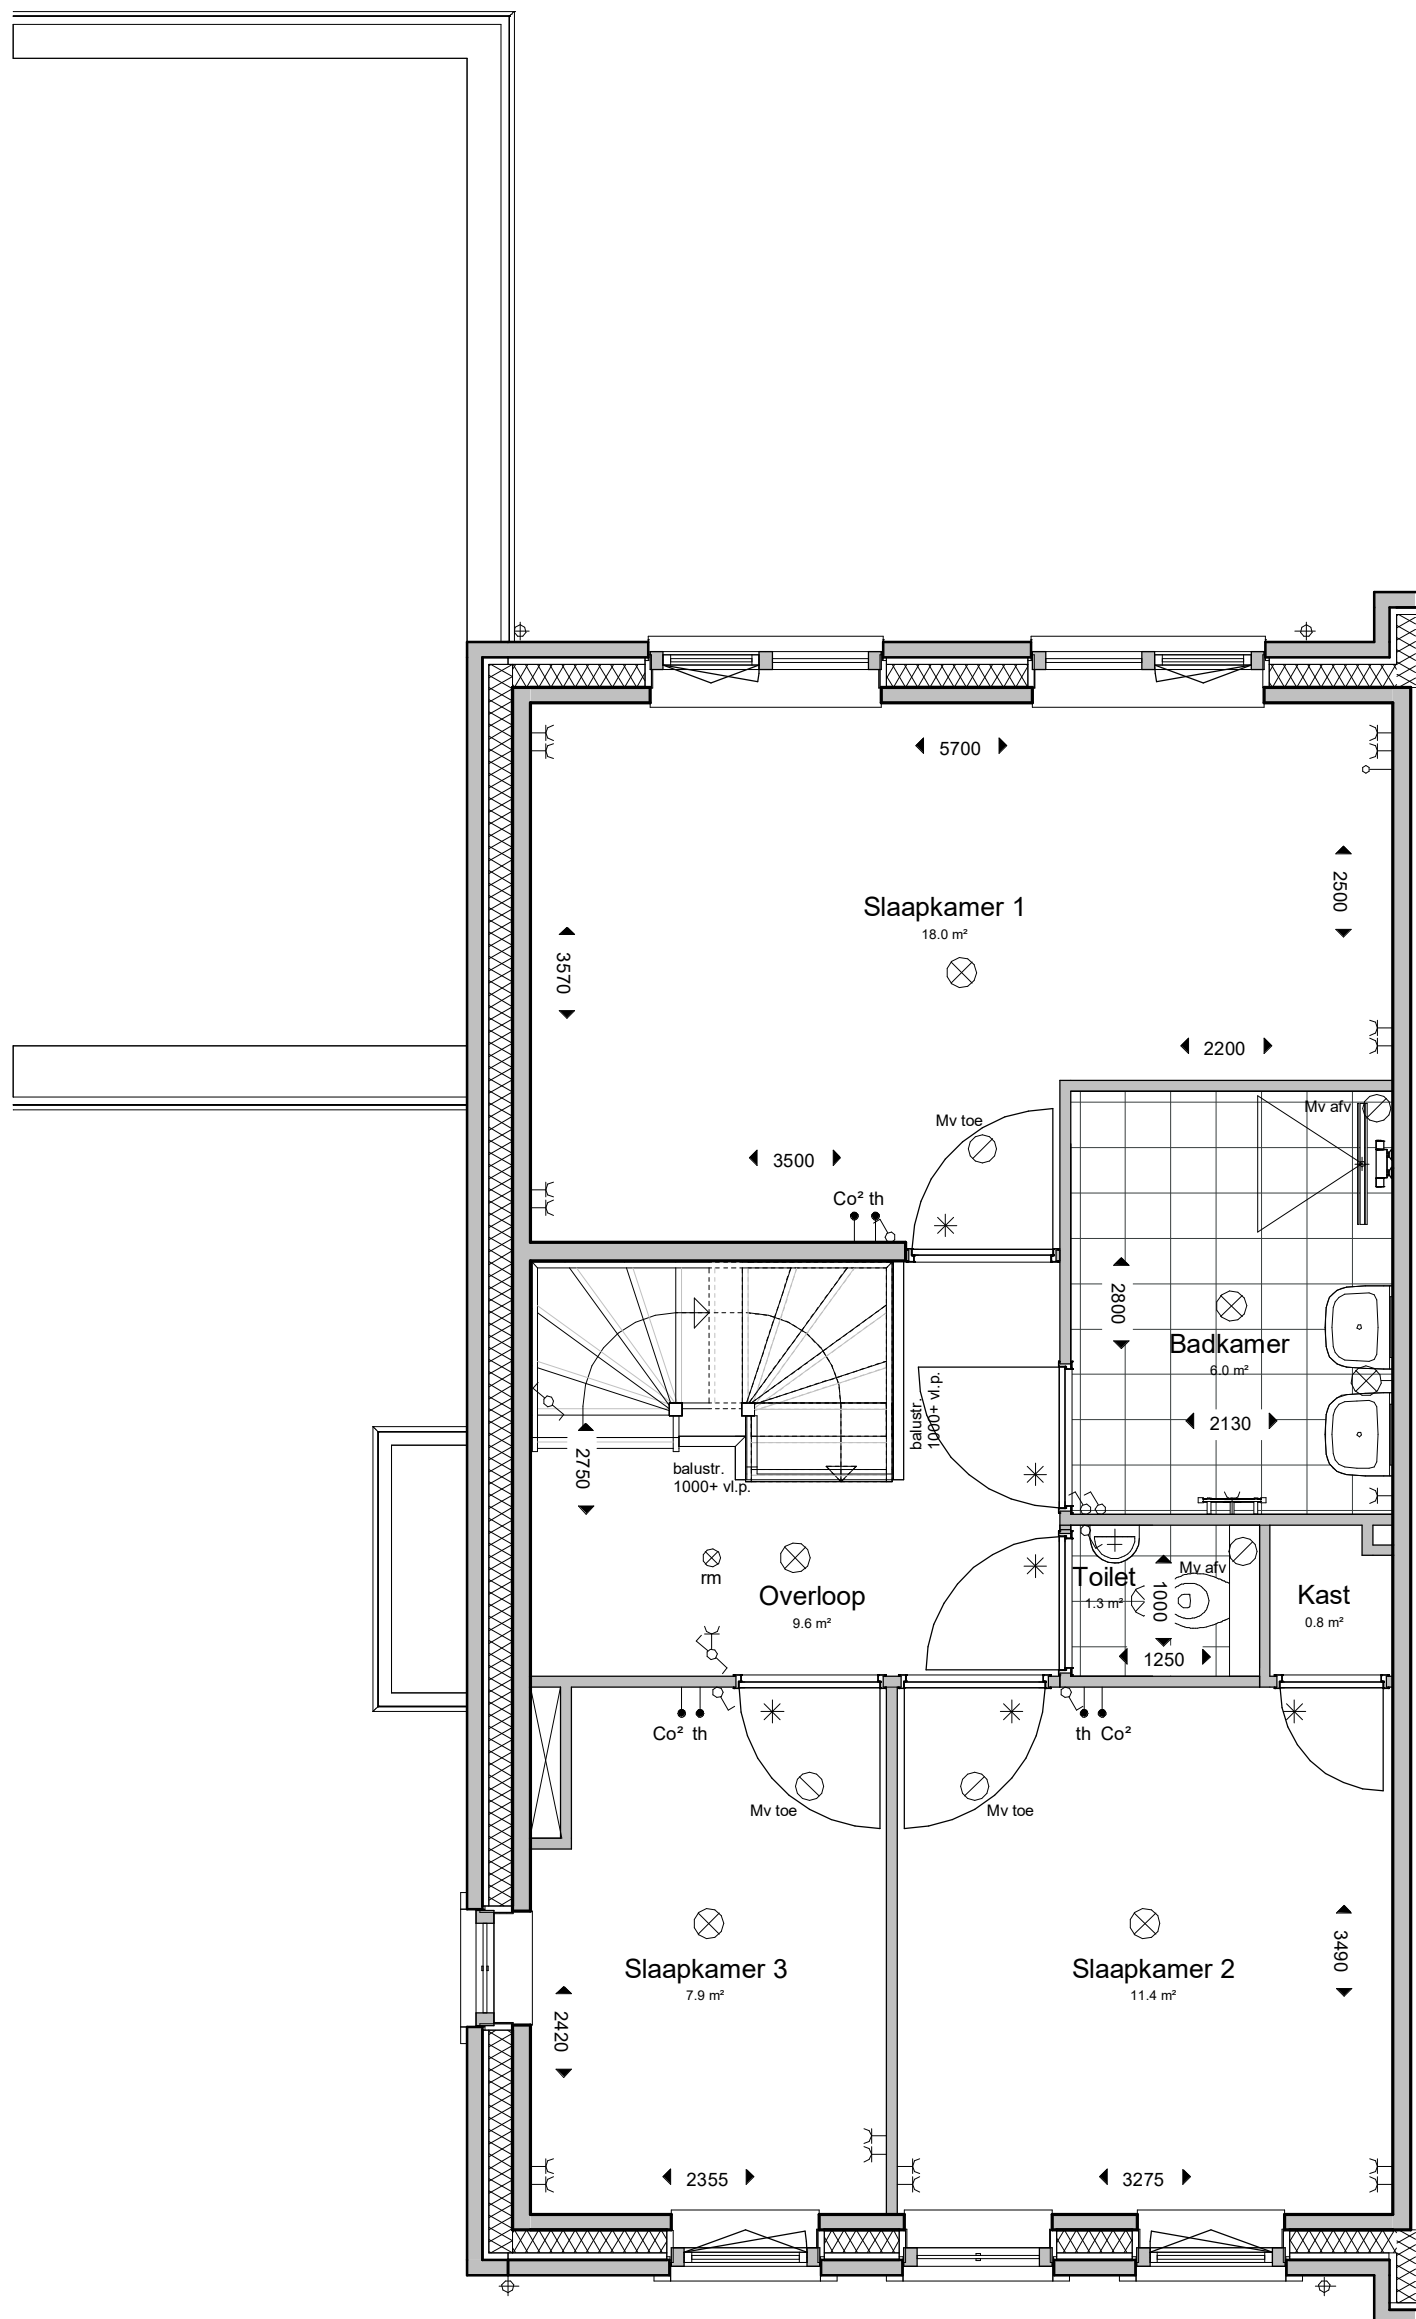 5700
2500
Slaapkamer 1
18.0 m²
3570
2200
Mv toe
Mv afv
3500
Co² th
2800
Badkamer
6.0 m²
balustr.
1000+ vl.p.
2130
2750
balustr.
1000+ vl.p.
rm
Overloop
9.6 m²
Toilet
1.3 m²
Mv afv
1000
1250
Kast
0.8 m²
Co² th
th Co²
Mv toe
Mv toe
Slaapkamer 3
7.9 m²
Slaapkamer 2
11.4 m²
3490
2420
2355
3275